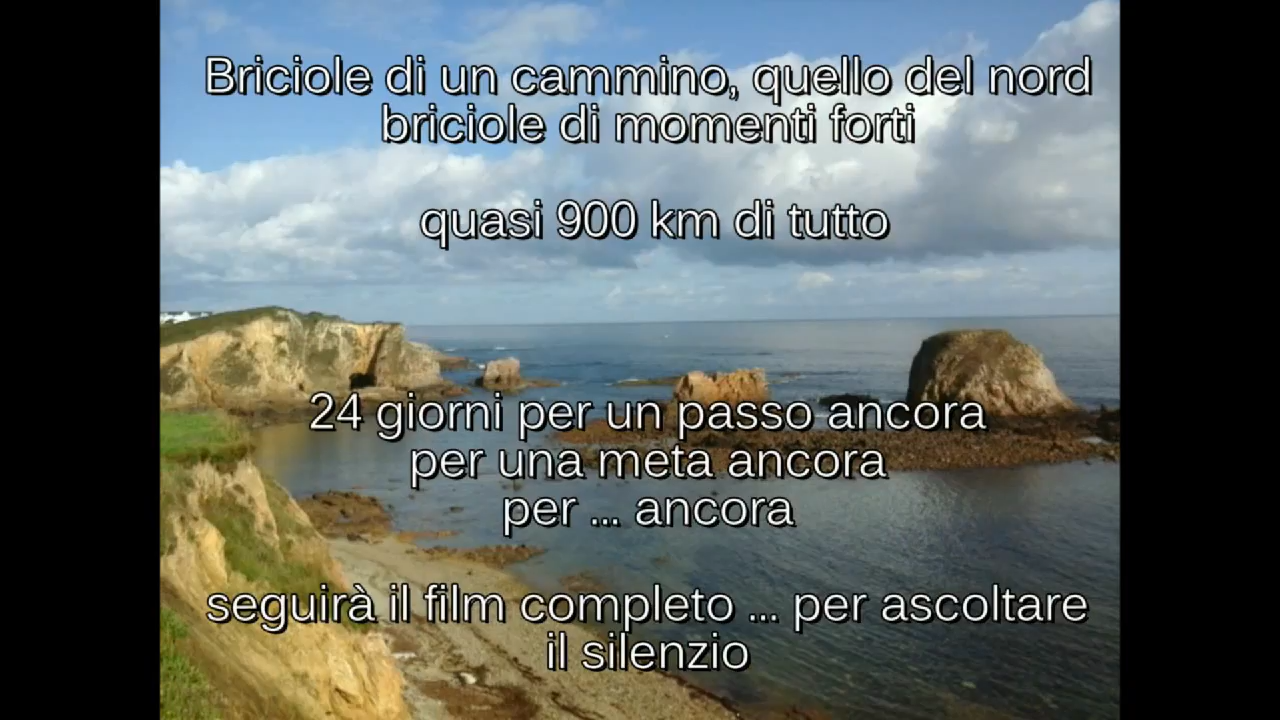 Briciole di un cammino, quello del nord
briciole di momenti forti
quasi 900 km di tutto
24 giorni per un passo ancora
per una meta ancora
per ... ancora
seguirà il film completo ... per ascoltare
il silenzio